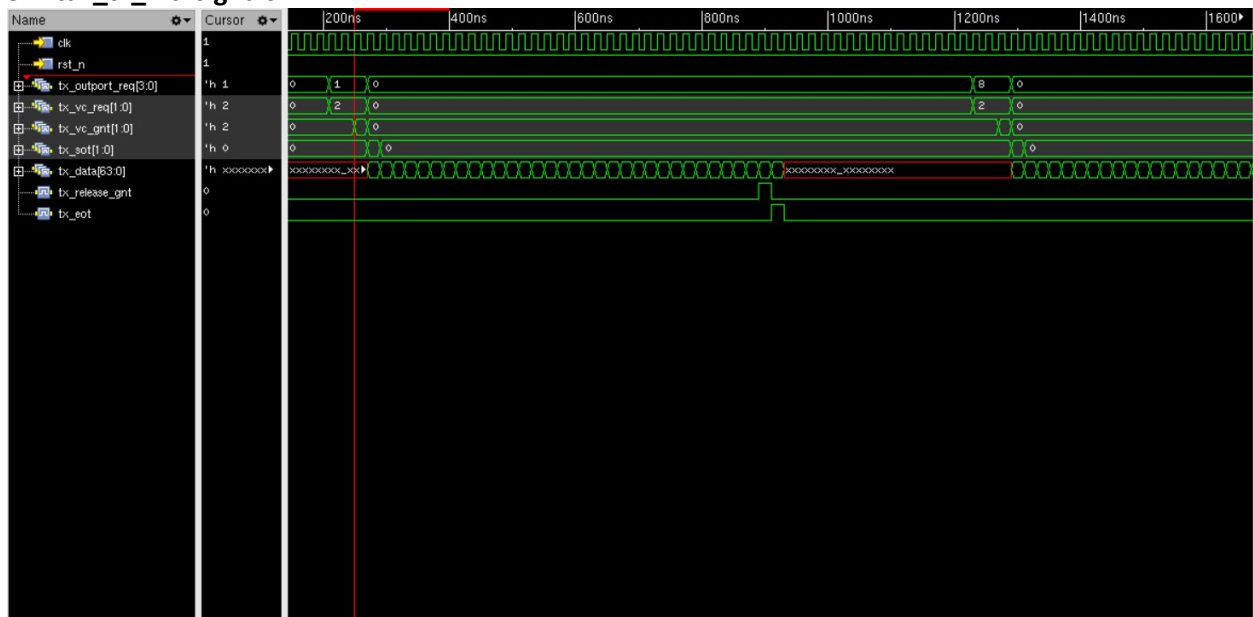 Name Cursor 200ns 400ns 600ns 800ns 1000ns 1200ns 1400ns 1600
clk 1
rst_n 1
tx_outport_req[3:0] 'h 1 0 1 0 8 0
tx_vc_req[1:0] 'h 2 0 2 0 2 0
tx_vc_gnt[1:0] 'h 2 0 0 0
tx_sot[1:0] 'h 0 0 0 0
tx_data[63:0] 'h xxxxxxx xxxxxxxx_xx xxxxxxxx_xxxxxxxx
tx_release_gnt 0
tx_eot 0